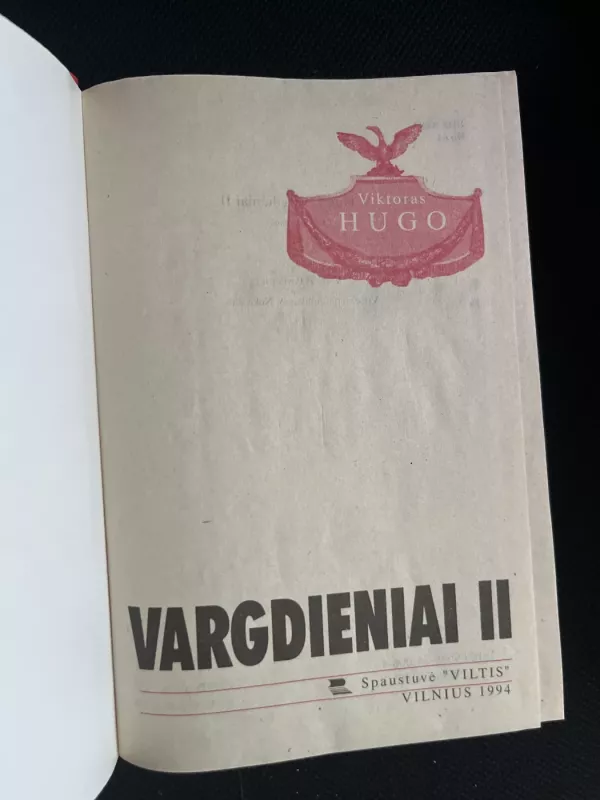 Viktoras
HUGO
VARGDIENIAI II
Spaustuvė "VILTIS"
VILNIUS 1994